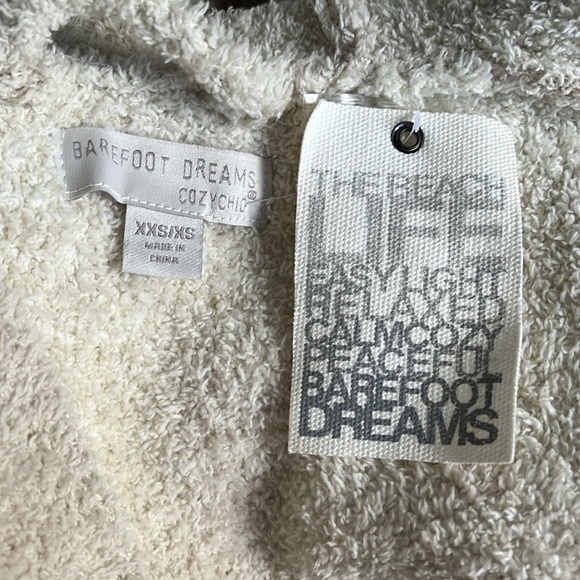 BAREFOOT DREAMS
COZYCHIC®
XXS/XS
MADE IN
CHINA
THE BEACH
LIFE
EASY LIGHT
RELAXED
CALM COZY
PEACEFUL
BAREFOOT
DREAMS